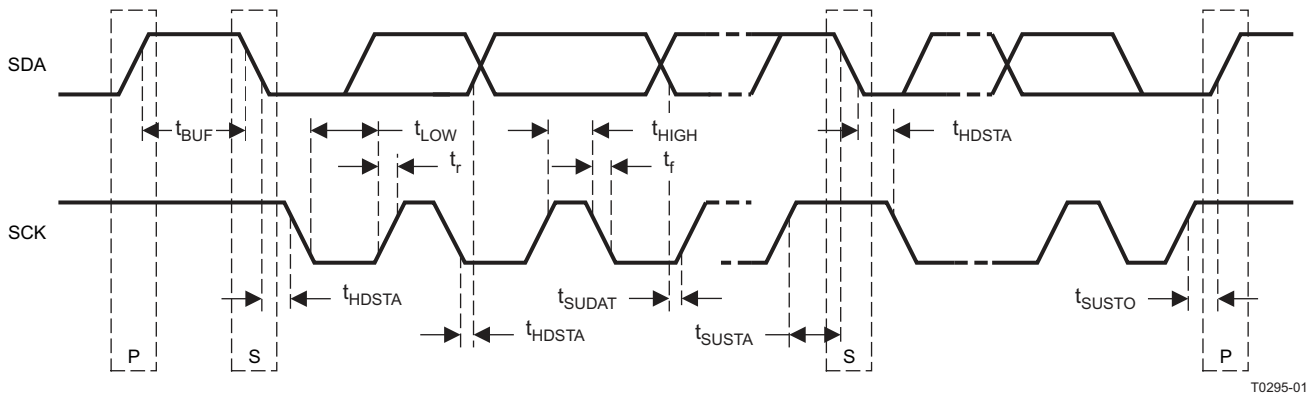 SDA
tBUF
tLOW
tr
tHIGH
tf
tHDSTA
SCK
tHDSTA
tHDSTA
tSUDAT
tSUSTA
tSUSTO
P
S
S
P
T0295-01